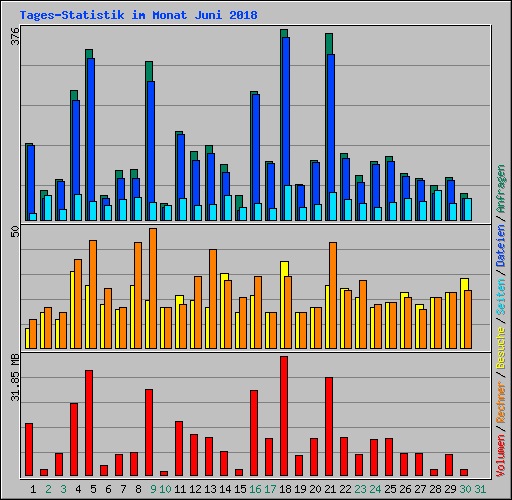 Tages-Statistik im Monat Juni 2018
376
50
31.85 MB
Volumen / Rechner / Besuche / Seiten / Dateien / Anfragen
1 2 3 4 5 6 7 8 9 10 11 12 13 14 15 16 17 18 19 20 21 22 23 24 25 26 27 28 29 30 31